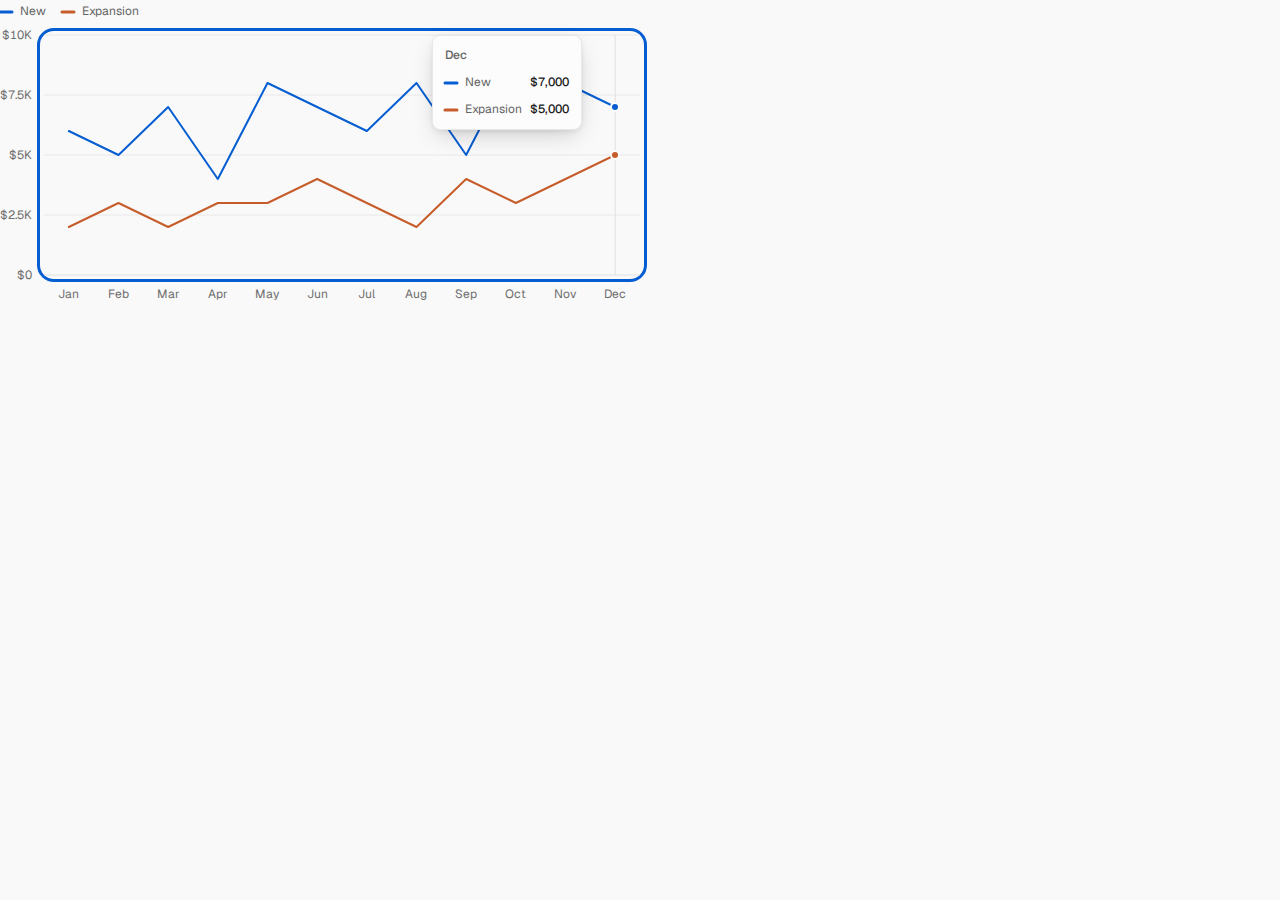 New Expansion
$10K
$7.5K
$5K
$2.5K
$0
Dec
New $7,000
Expansion $5,000
Jan Feb Mar Apr May Jun Jul Aug Sep Oct Nov Dec